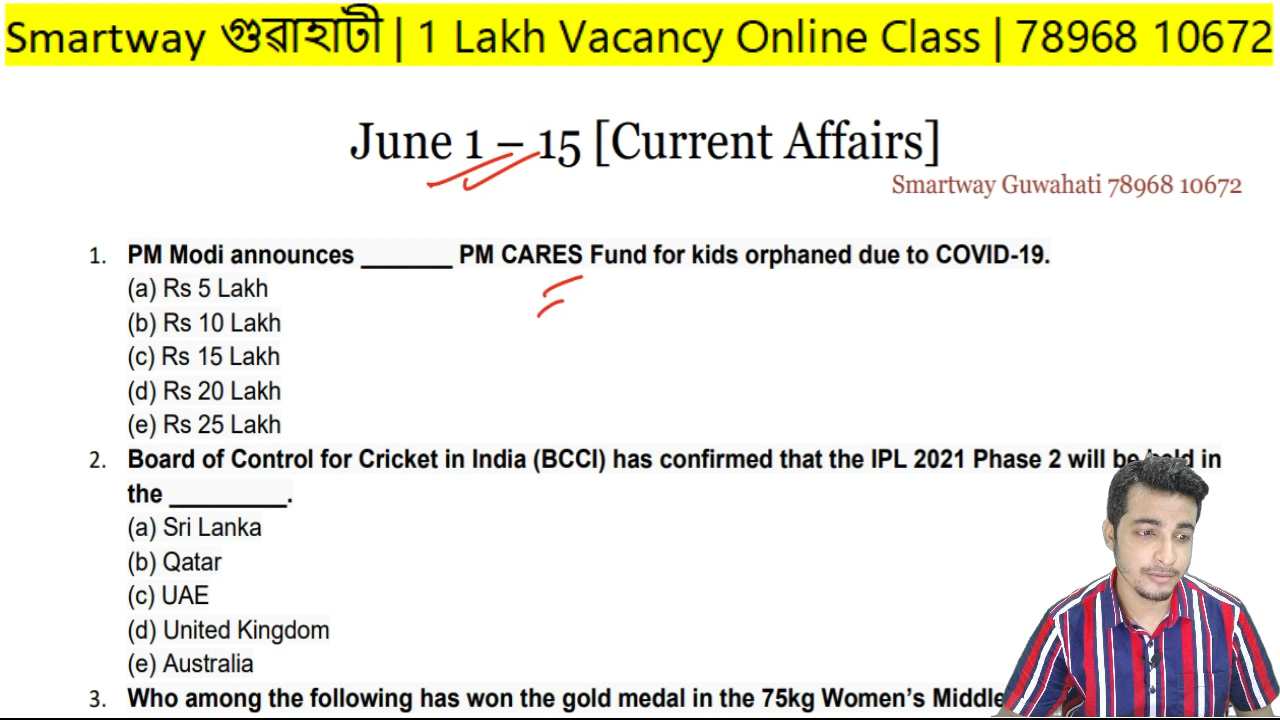 Smartway গুৱাহাটী | 1 Lakh Vacancy Online Class | 78968 10672
June 1 – 15 [Current Affairs]
Smartway Guwahati 78968 10672
1. PM Modi announces _______ PM CARES Fund for kids orphaned due to COVID-19.
(a) Rs 5 Lakh
(b) Rs 10 Lakh
(c) Rs 15 Lakh
(d) Rs 20 Lakh
(e) Rs 25 Lakh
2. Board of Control for Cricket in India (BCCI) has confirmed that the IPL 2021 Phase 2 will be held in
the _________.
(a) Sri Lanka
(b) Qatar
(c) UAE
(d) United Kingdom
(e) Australia
3. Who among the following has won the gold medal in the 75kg Women’s Middle